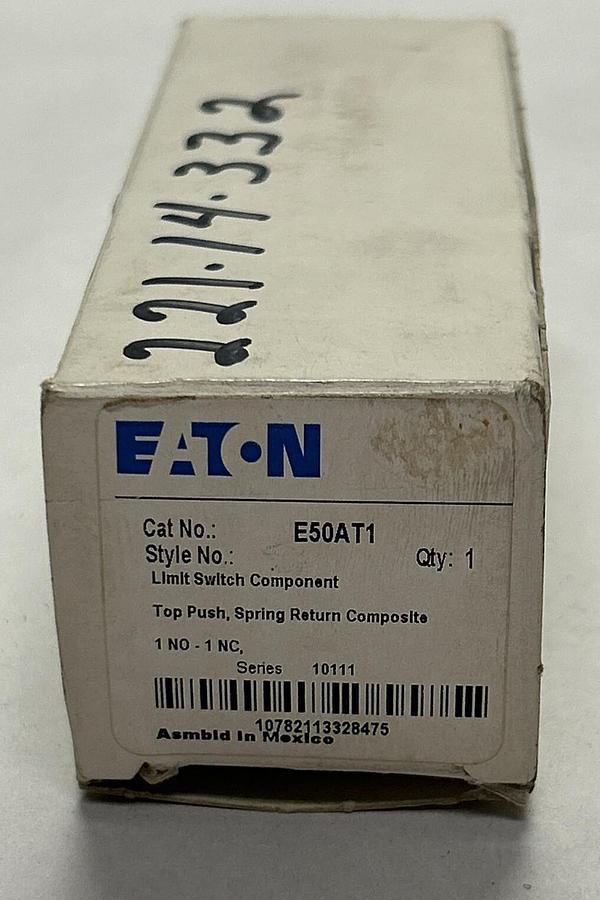 221.14.332
EATON
Cat No.: E50AT1
Style No.: Qty: 1
Limit Switch Component
Top Push, Spring Return Composite
1 NO - 1 NC,
Series 10111
10782113328475
Asmbld In Mexico